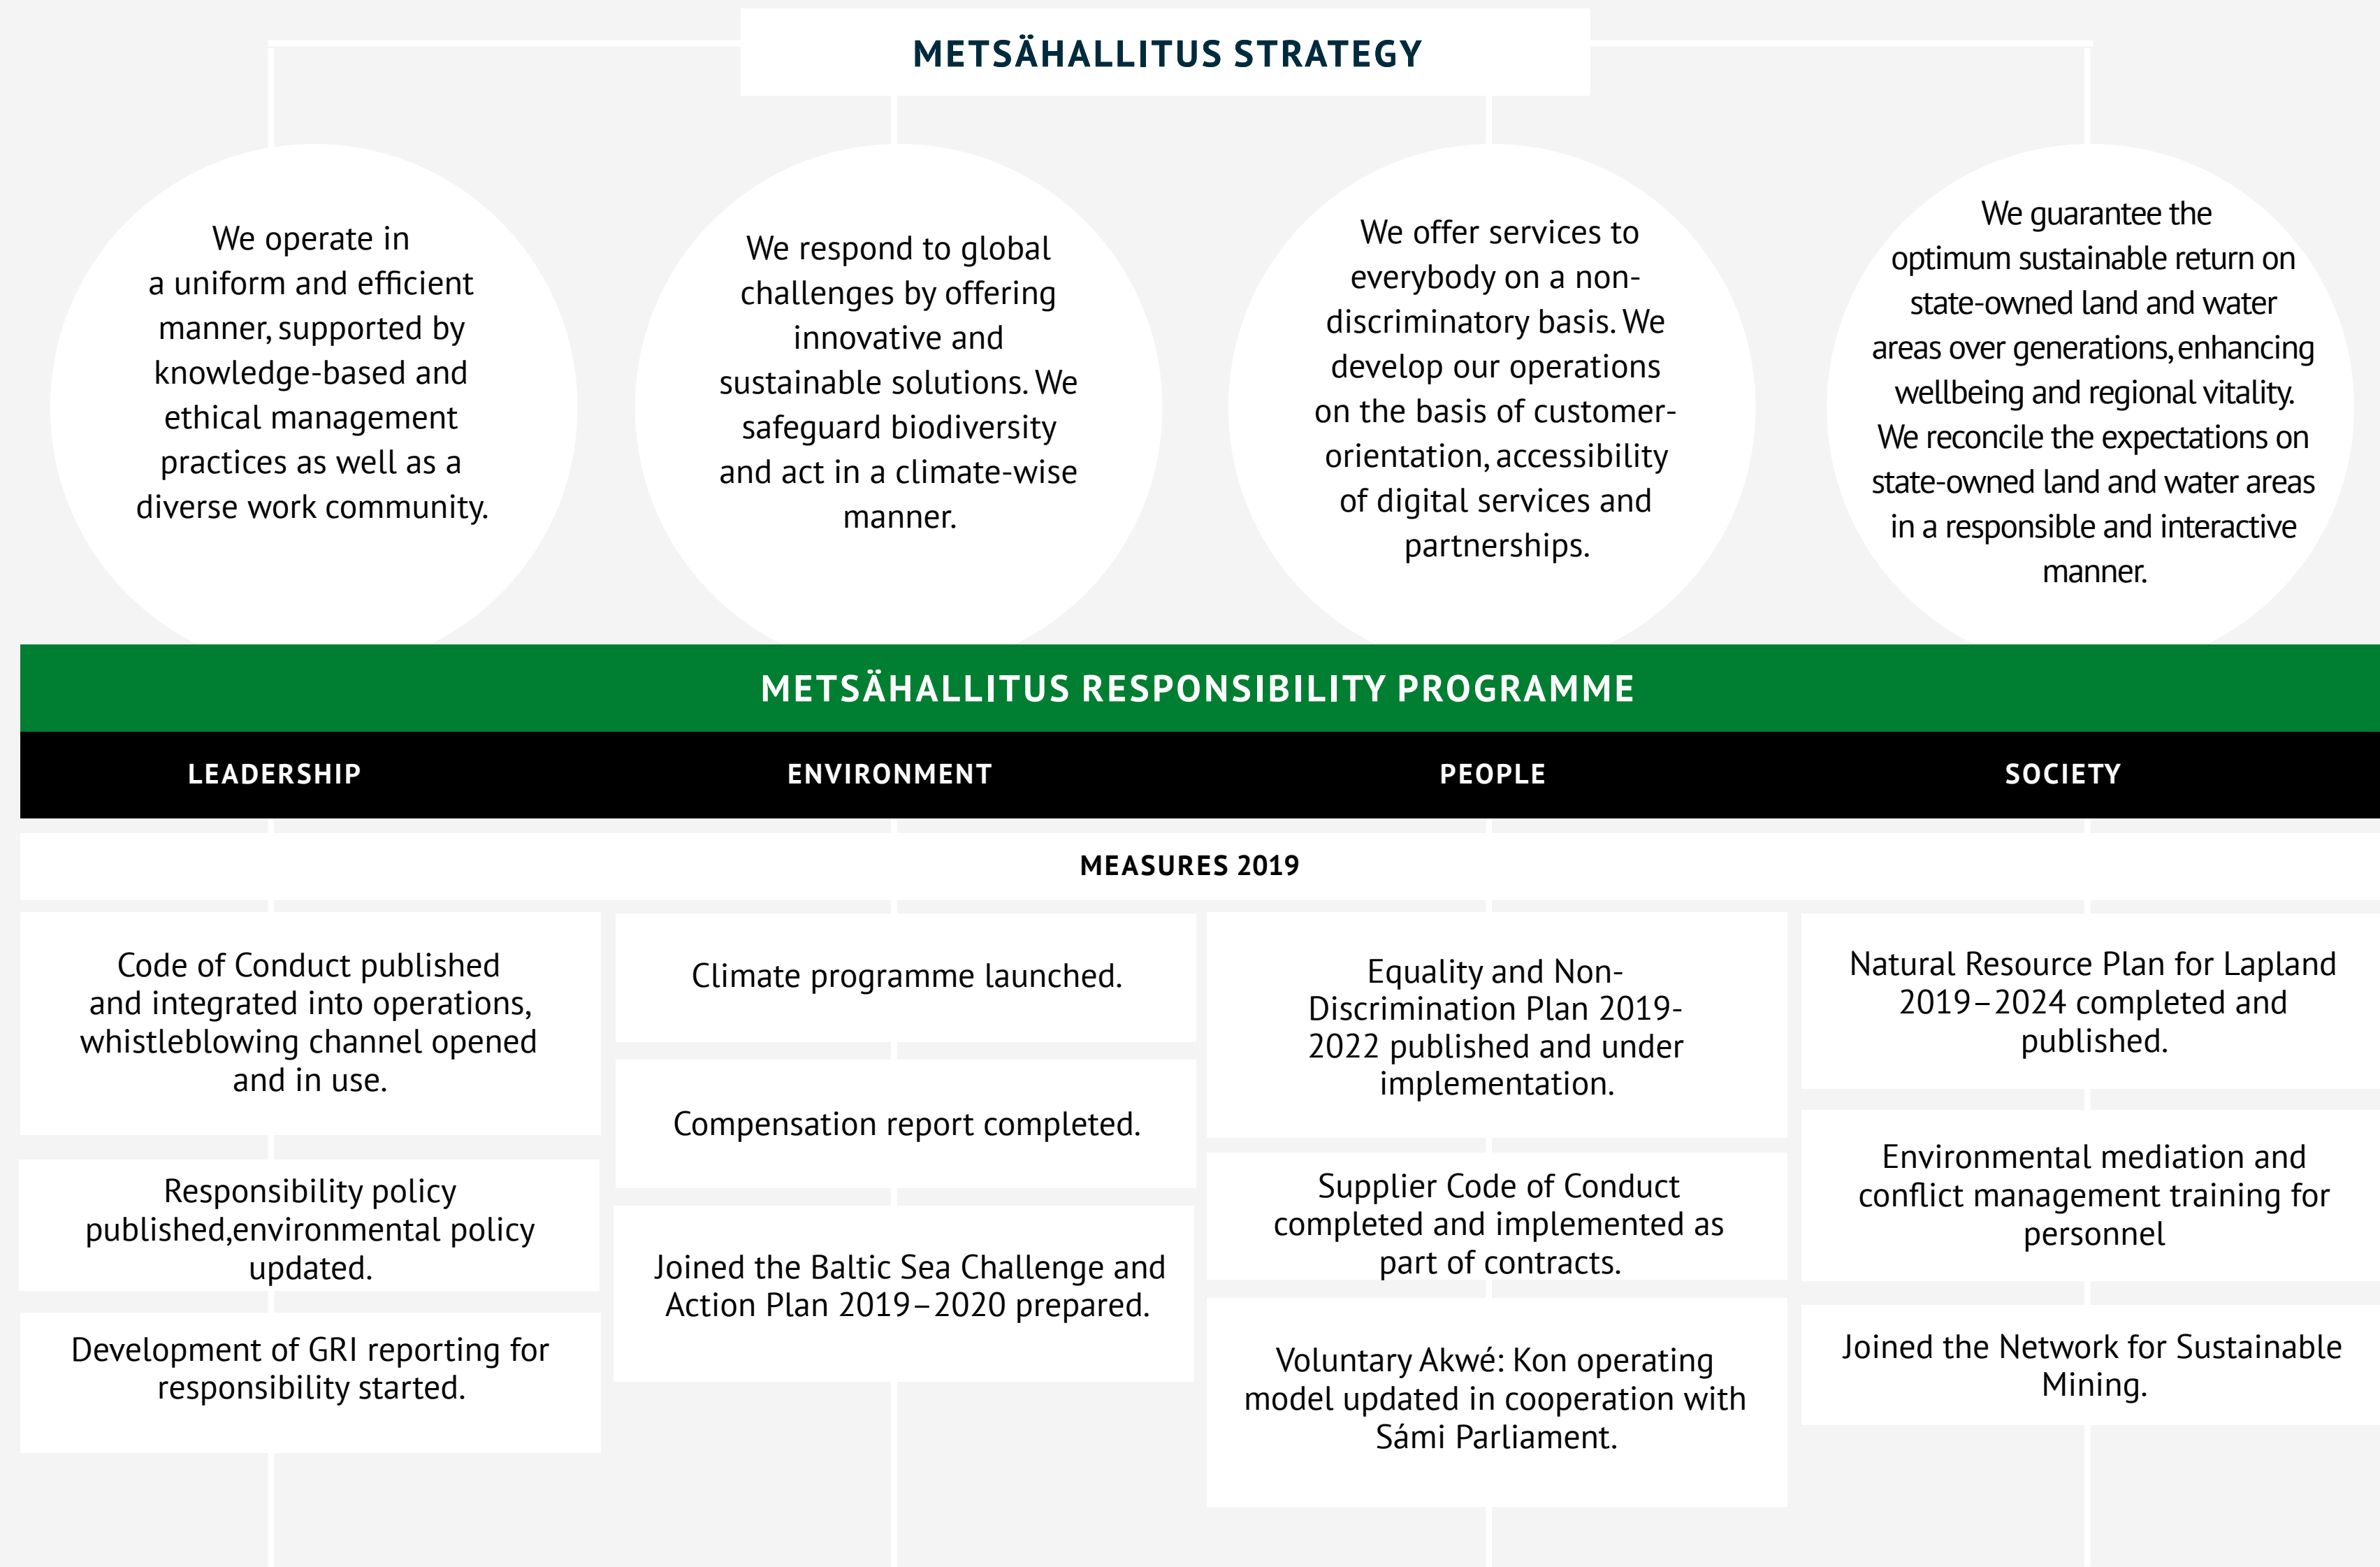 METSÄHALLITUS STRATEGY
We operate in
a uniform and efficient
manner, supported by
knowledge-based and
ethical management
practices as well as a
diverse work community.
We respond to global
challenges by offering
innovative and
sustainable solutions. We
safeguard biodiversity
and act in a climate-wise
manner.
We offer services to
everybody on a non-
discriminatory basis. We
develop our operations
on the basis of customer-
orientation, accessibility
of digital services and
partnerships.
We guarantee the
optimum sustainable return on
state-owned land and water
areas over generations, enhancing
wellbeing and regional vitality.
We reconcile the expectations on
state-owned land and water areas
in a responsible and interactive
manner.
METSÄHALLITUS RESPONSIBILITY PROGRAMME
LEADERSHIP
ENVIRONMENT
PEOPLE
SOCIETY
MEASURES 2019
Code of Conduct published
and integrated into operations,
whistleblowing channel opened
and in use.
Responsibility policy
published,environmental policy
updated.
Development of GRI reporting for
responsibility started.
Climate programme launched.
Compensation report completed.
Joined the Baltic Sea Challenge and
Action Plan 2019–2020 prepared.
Equality and Non-
Discrimination Plan 2019-
2022 published and under
implementation.
Supplier Code of Conduct
completed and implemented as
part of contracts.
Voluntary Akwé: Kon operating
model updated in cooperation with
Sámi Parliament.
Natural Resource Plan for Lapland
2019–2024 completed and
published.
Environmental mediation and
conflict management training for
personnel
Joined the Network for Sustainable
Mining.